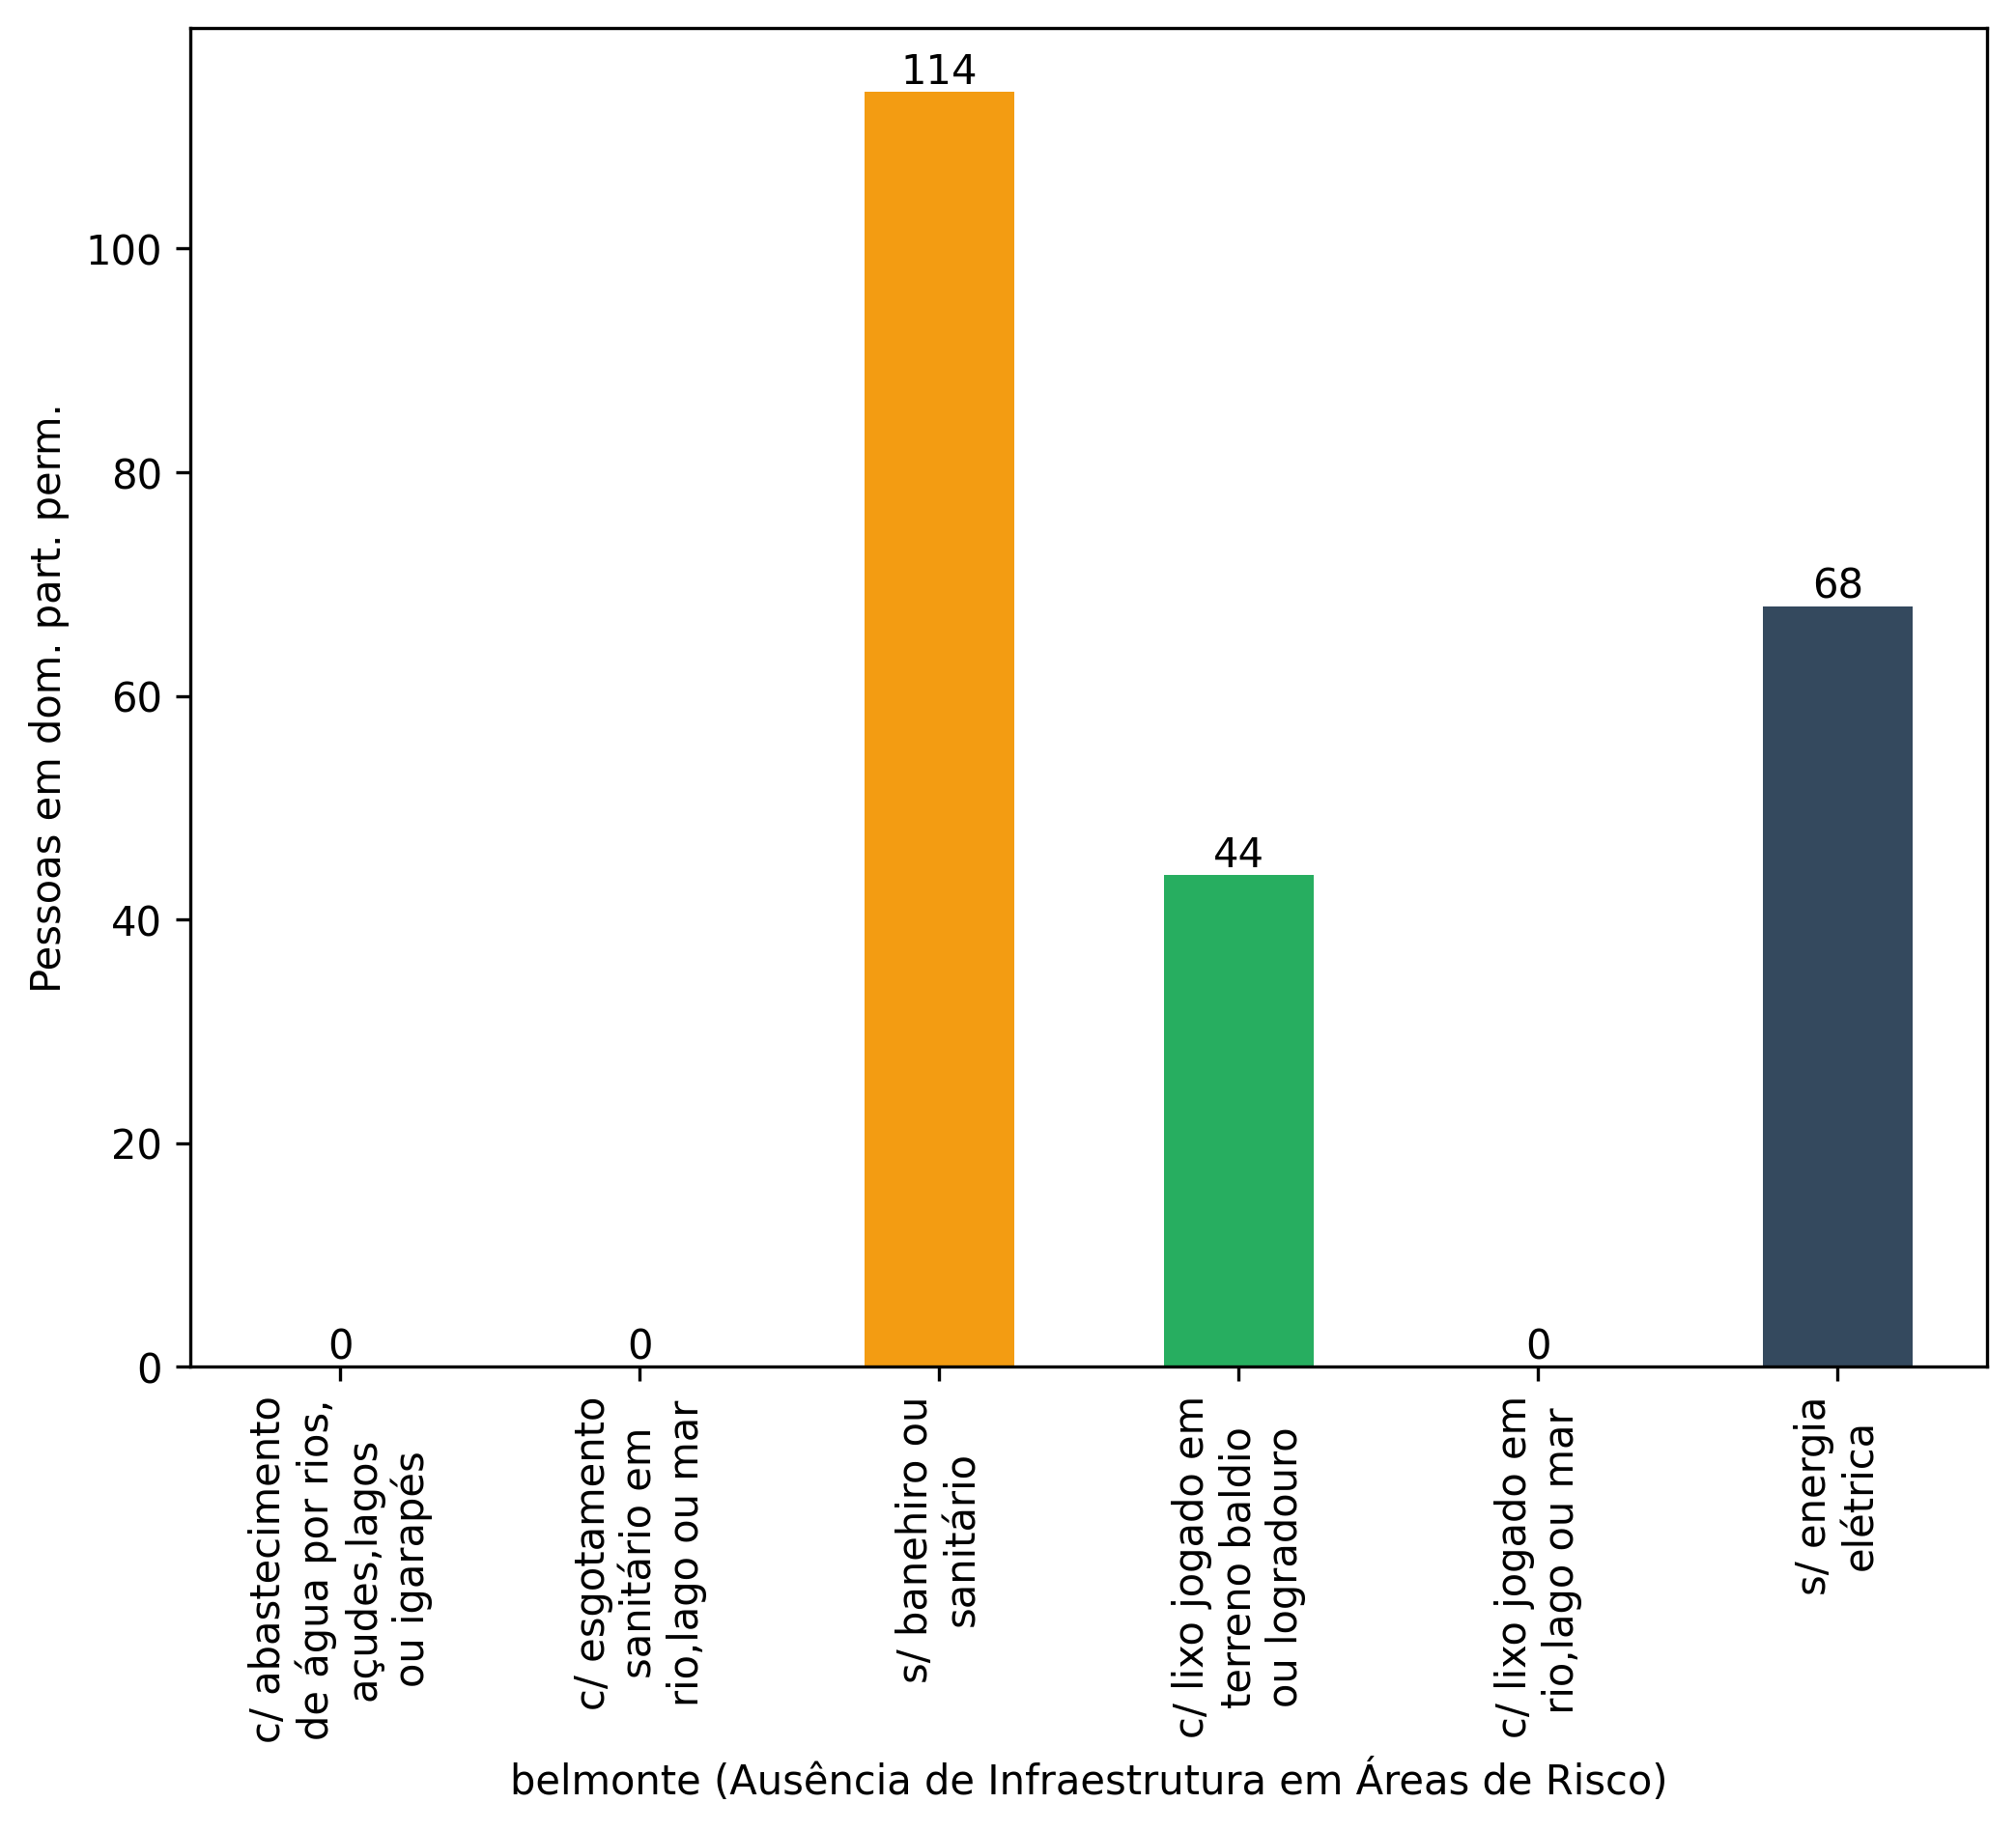 Pessoas em dom. part. perm.
100
80
60
40
20
0
0
0
114
44
0
68
c/ abastecimento
de água por rios,
açudes,lagos
ou igarapés
c/ esgotamento
sanitário em
rio,lago ou mar
s/ banehiro ou
sanitário
c/ lixo jogado em
terreno baldio
ou logradouro
c/ lixo jogado em
rio,lago ou mar
s/ energia
elétrica
belmonte (Ausência de Infraestrutura em Áreas de Risco)